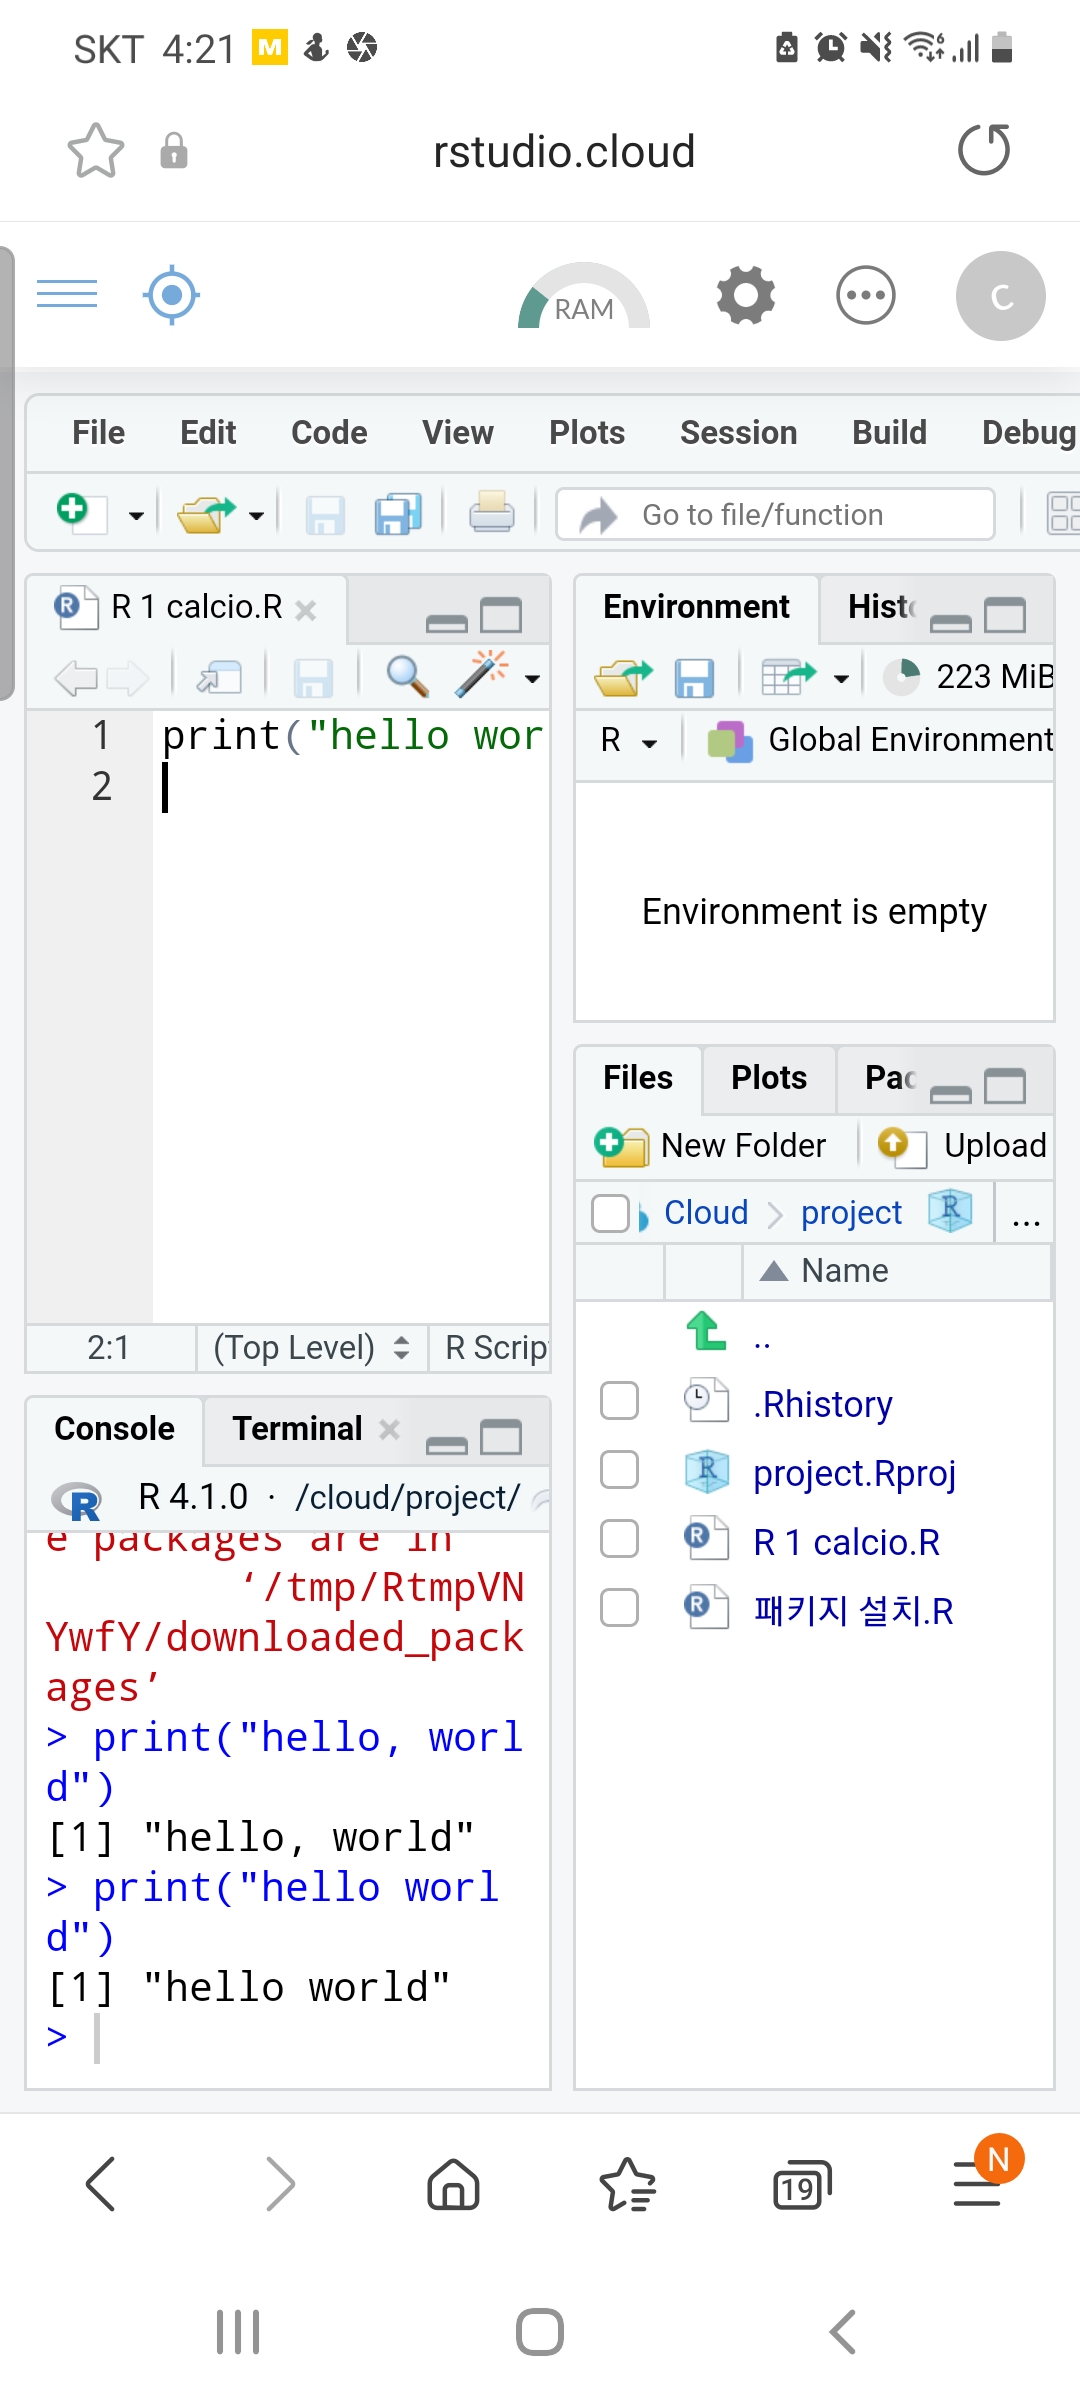 SKT 4:21 M
rstudio.cloud
RAM C
File Edit Code View Plots Session Build Debug
Go to file/function
R 1 calcio.R
1 print("hello wor
2
2:1 (Top Level) R Scrip
Console Terminal
R 4.1.0 · /cloud/project/
e packages are in
‘/tmp/RtmpVN
YwfY/downloaded_pack
ages’
> print("hello, worl
d")
[1] "hello, world"
> print("hello worl
d")
[1] "hello world"
>
Environment Hist
223 MiB
R Global Environment
Environment is empty
Files Plots Pac
New Folder Upload
Cloud project ...
Name
..
.Rhistory
project.Rproj
R 1 calcio.R
패키지 설치.R
19 N